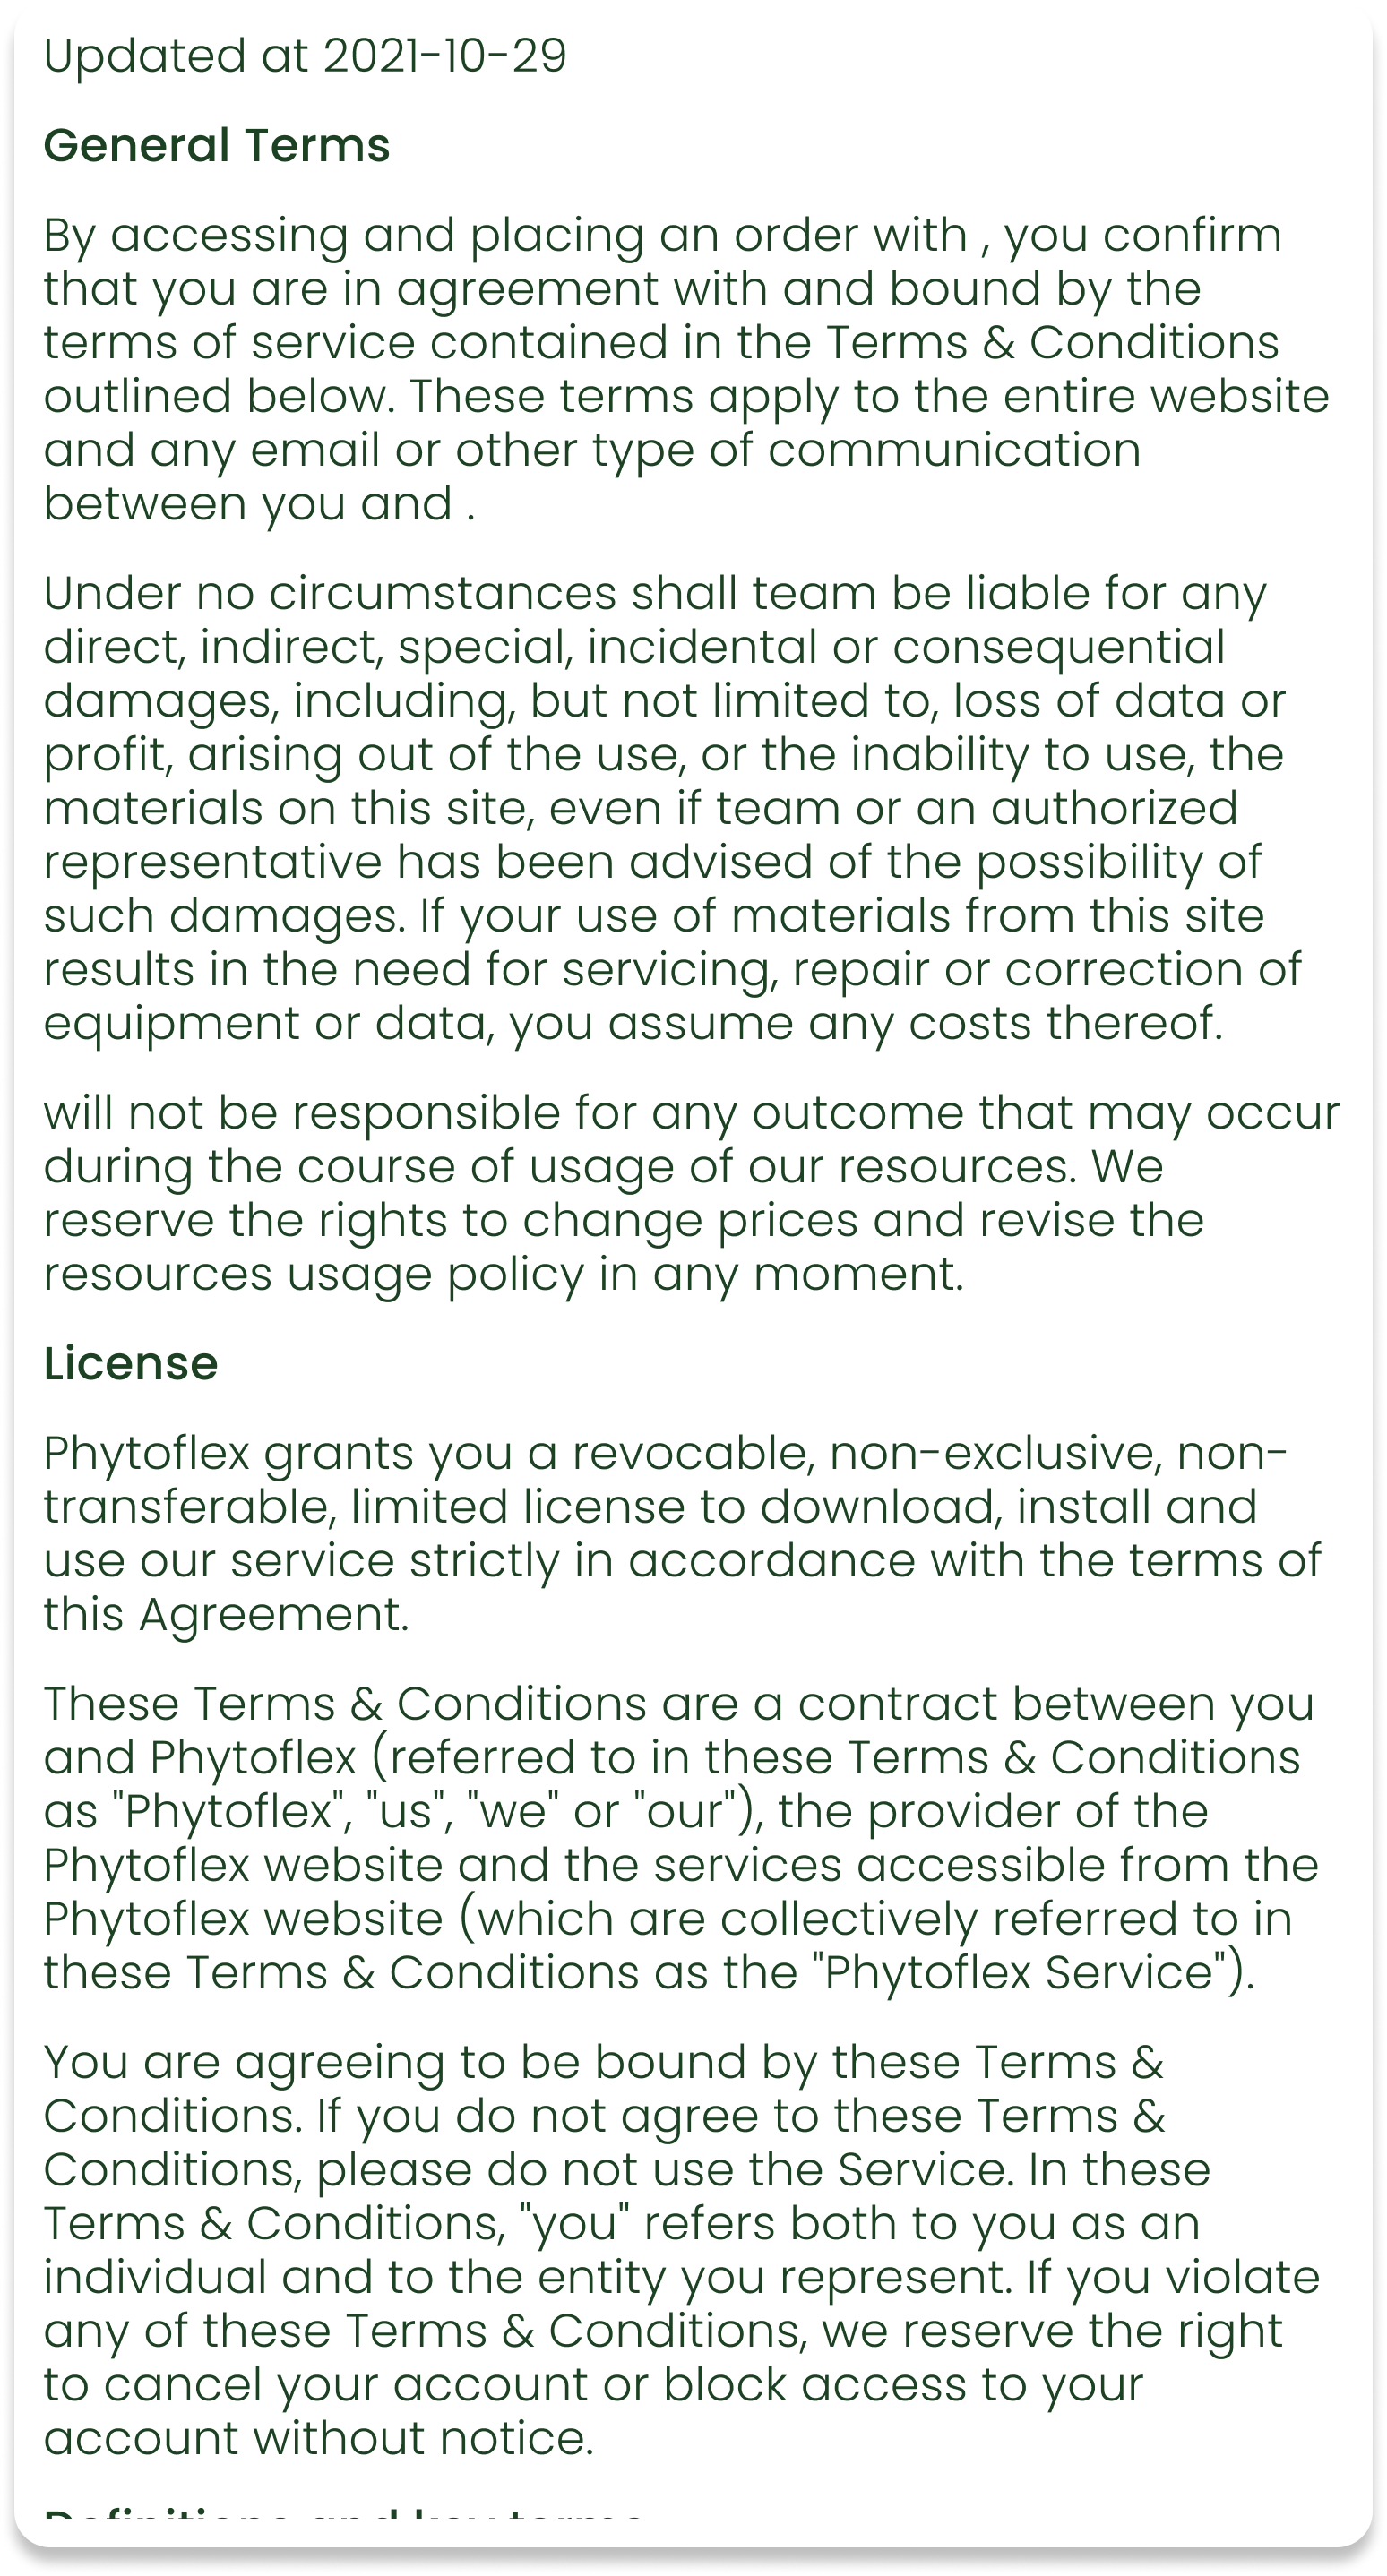 Updated at 2021-10-29
General Terms
By accessing and placing an order with , you confirm
that you are in agreement with and bound by the
terms of service contained in the Terms & Conditions
outlined below. These terms apply to the entire website
and any email or other type of communication
between you and .
Under no circumstances shall team be liable for any
direct, indirect, special, incidental or consequential
damages, including, but not limited to, loss of data or
profit, arising out of the use, or the inability to use, the
materials on this site, even if team or an authorized
representative has been advised of the possibility of
such damages. If your use of materials from this site
results in the need for servicing, repair or correction of
equipment or data, you assume any costs thereof.
will not be responsible for any outcome that may occur
during the course of usage of our resources. We
reserve the rights to change prices and revise the
resources usage policy in any moment.
License
Phytoflex grants you a revocable, non-exclusive, non-
transferable, limited license to download, install and
use our service strictly in accordance with the terms of
this Agreement.
These Terms & Conditions are a contract between you
and Phytoflex (referred to in these Terms & Conditions
as "Phytoflex", "us", "we" or "our"), the provider of the
Phytoflex website and the services accessible from the
Phytoflex website (which are collectively referred to in
these Terms & Conditions as the "Phytoflex Service").
You are agreeing to be bound by these Terms &
Conditions. If you do not agree to these Terms &
Conditions, please do not use the Service. In these
Terms & Conditions, "you" refers both to you as an
individual and to the entity you represent. If you violate
any of these Terms & Conditions, we reserve the right
to cancel your account or block access to your
account without notice.
Definitions and key terms